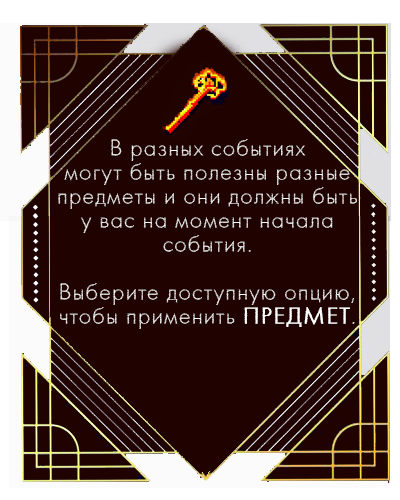 В разных событиях
могут быть полезны разные
предметы и они должны быть
у вас на момент начала
события.
Выберите доступную опцию,
чтобы применить ПРЕДМЕТ.